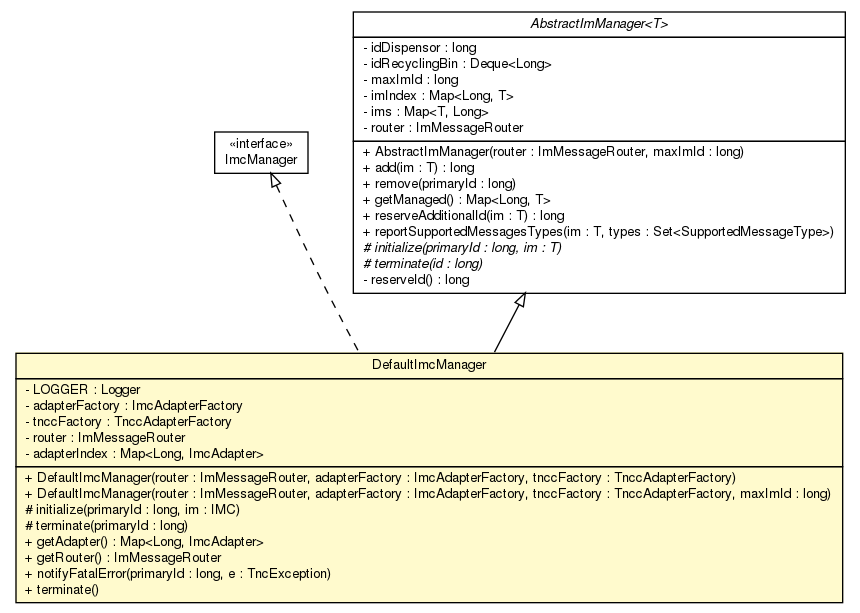 AbstractImManager<T>
- idDispensor : long
- idRecyclingBin : Deque<Long>
- maxImId : long
- imIndex : Map<Long, T>
- ims : Map<T, Long>
- router : ImMessageRouter
+ AbstractImManager(router : ImMessageRouter, maxImId : long)
+ add(im : T) : long
+ remove(primaryId : long)
+ getManaged() : Map<Long, T>
+ reserveAdditionalId(im : T) : long
+ reportSupportedMessagesTypes(im : T, types : Set<SupportedMessageType>)
# initialize(primaryId : long, im : T)
# terminate(id : long)
- reserveId() : long
«interface»
ImcManager
DefaultImcManager
- LOGGER : Logger
- adapterFactory : ImcAdapterFactory
- tnccFactory : TnccAdapterFactory
- router : ImMessageRouter
- adapterIndex : Map<Long, ImcAdapter>
+ DefaultImcManager(router : ImMessageRouter, adapterFactory : ImcAdapterFactory, tnccFactory : TnccAdapterFactory)
+ DefaultImcManager(router : ImMessageRouter, adapterFactory : ImcAdapterFactory, tnccFactory : TnccAdapterFactory, maxImId : long)
# initialize(primaryId : long, im : IMC)
# terminate(primaryId : long)
+ getAdapter() : Map<Long, ImcAdapter>
+ getRouter() : ImMessageRouter
+ notifyFatalError(primaryId : long, e : TncException)
+ terminate()